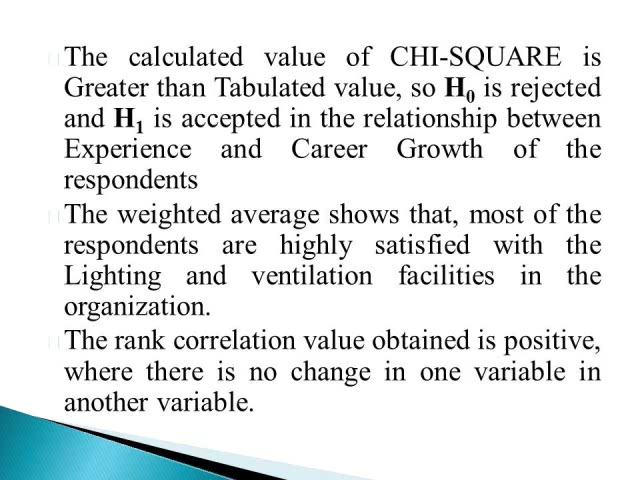 The calculated value of CHI-SQUARE is
Greater than Tabulated value, so H0 is rejected
and H1 is accepted in the relationship between
Experience and Career Growth of the
respondents
The weighted average shows that, most of the
respondents are highly satisfied with the
Lighting and ventilation facilities in the
organization.
The rank correlation value obtained is positive,
where there is no change in one variable in
another variable.